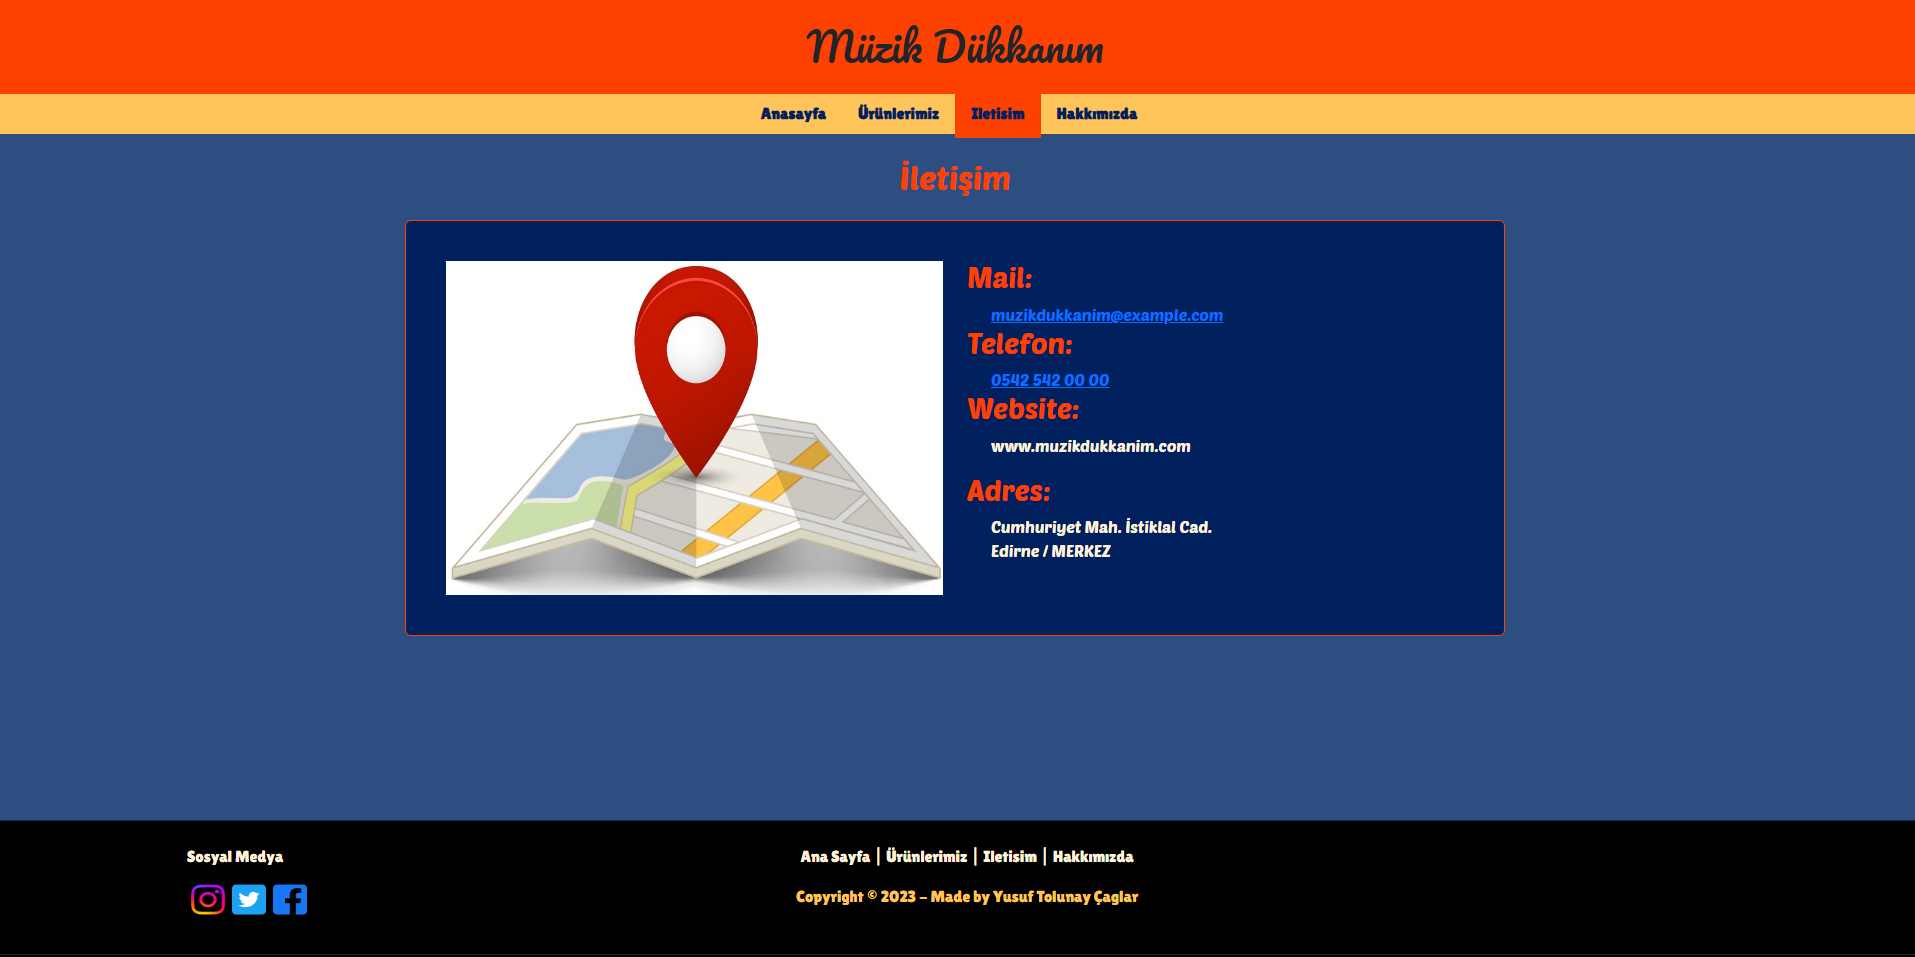 Müzik Dükkanım
Anasayfa Ürünlerimiz Iletisim Hakkımızda
İletişim
Mail:
muzikdukkanim@example.com
Telefon:
0542 542 00 00
Website:
www.muzikdukkanim.com
Adres:
Cumhuriyet Mah. İstiklal Cad.
Edirne / MERKEZ
Sosyal Medya
Ana Sayfa | Ürünlerimiz | Iletisim | Hakkımızda
Copyright © 2023 – Made by Yusuf Tolunay Çaglar